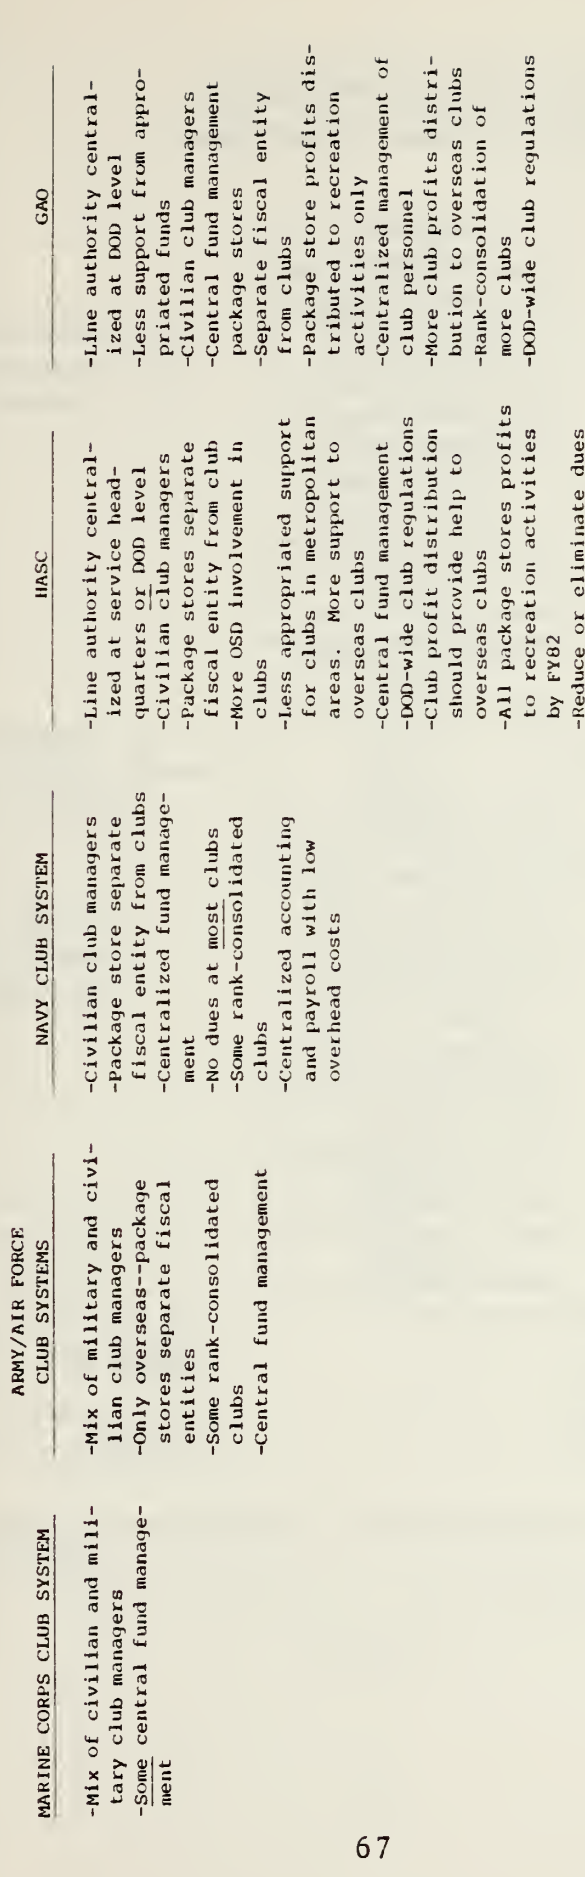 MARINE CORPS CLUB SYSTEM
-Mix of civilian and mili-
tary club managers
-Some central fund manage-
ment
ARMY/AIR FORCE
CLUB SYSTEMS
-Mix of military and civi-
lian club managers
-Only overseas--package
stores separate fiscal
entities
-Some rank-consolidated
clubs
-Central fund management
NAVY CLUB SYSTEM
-Civilian club managers
-Package store separate
fiscal entity from clubs
-Centralized fund manage-
ment
-No dues at most clubs
-Some rank-consolidated
clubs
-Centralized accounting
and payroll with low
overhead costs
HASC
-Line authority central-
ized at service head-
quarters or DOD level
-Civilian club managers
-Package stores separate
fiscal entity from club
-More OSD involvement in
clubs
-Less appropriated support
for clubs in metropolitan
areas. More support to
overseas clubs
-Central fund management
-DOD-wide club regulations
-Club profit distribution
should provide help to
overseas clubs
-All package stores profits
to recreation activities
by FY82
-Reduce or eliminate dues
GAO
-Line authority central-
ized at DOD level
-Less support from appro-
priated funds
-Civilian club managers
-Central fund management
package stores
-Separate fiscal entity
from clubs
-Package store profits dis-
tributed to recreation
activities only
-Centralized management of
club personnel
-More club profits distri-
bution to overseas clubs
-Rank-consolidation of
more clubs
-DOD-wide club regulations
67